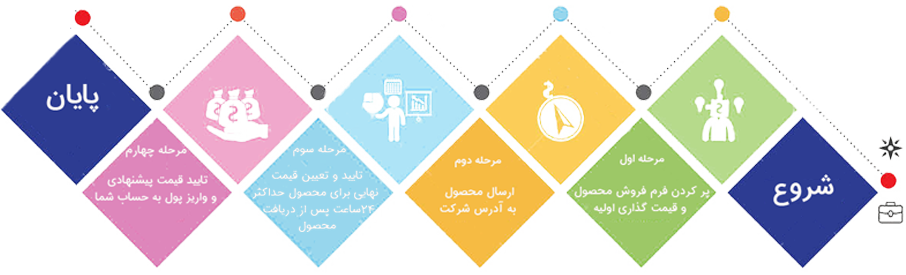 شروع
مرحله اول
پر کردن فرم فروش محصول
و قیمت گذاری اولیه
مرحله دوم
ارسال محصول
به آدرس شرکت
مرحله سوم
تایید و تعیین قیمت
نهایی برای محصول حداکثر
۲۴ساعت پس از دریافت
محصول
مرحله چهارم
تایید قیمت پیشنهادی
و واریز پول به حساب شما
پایان